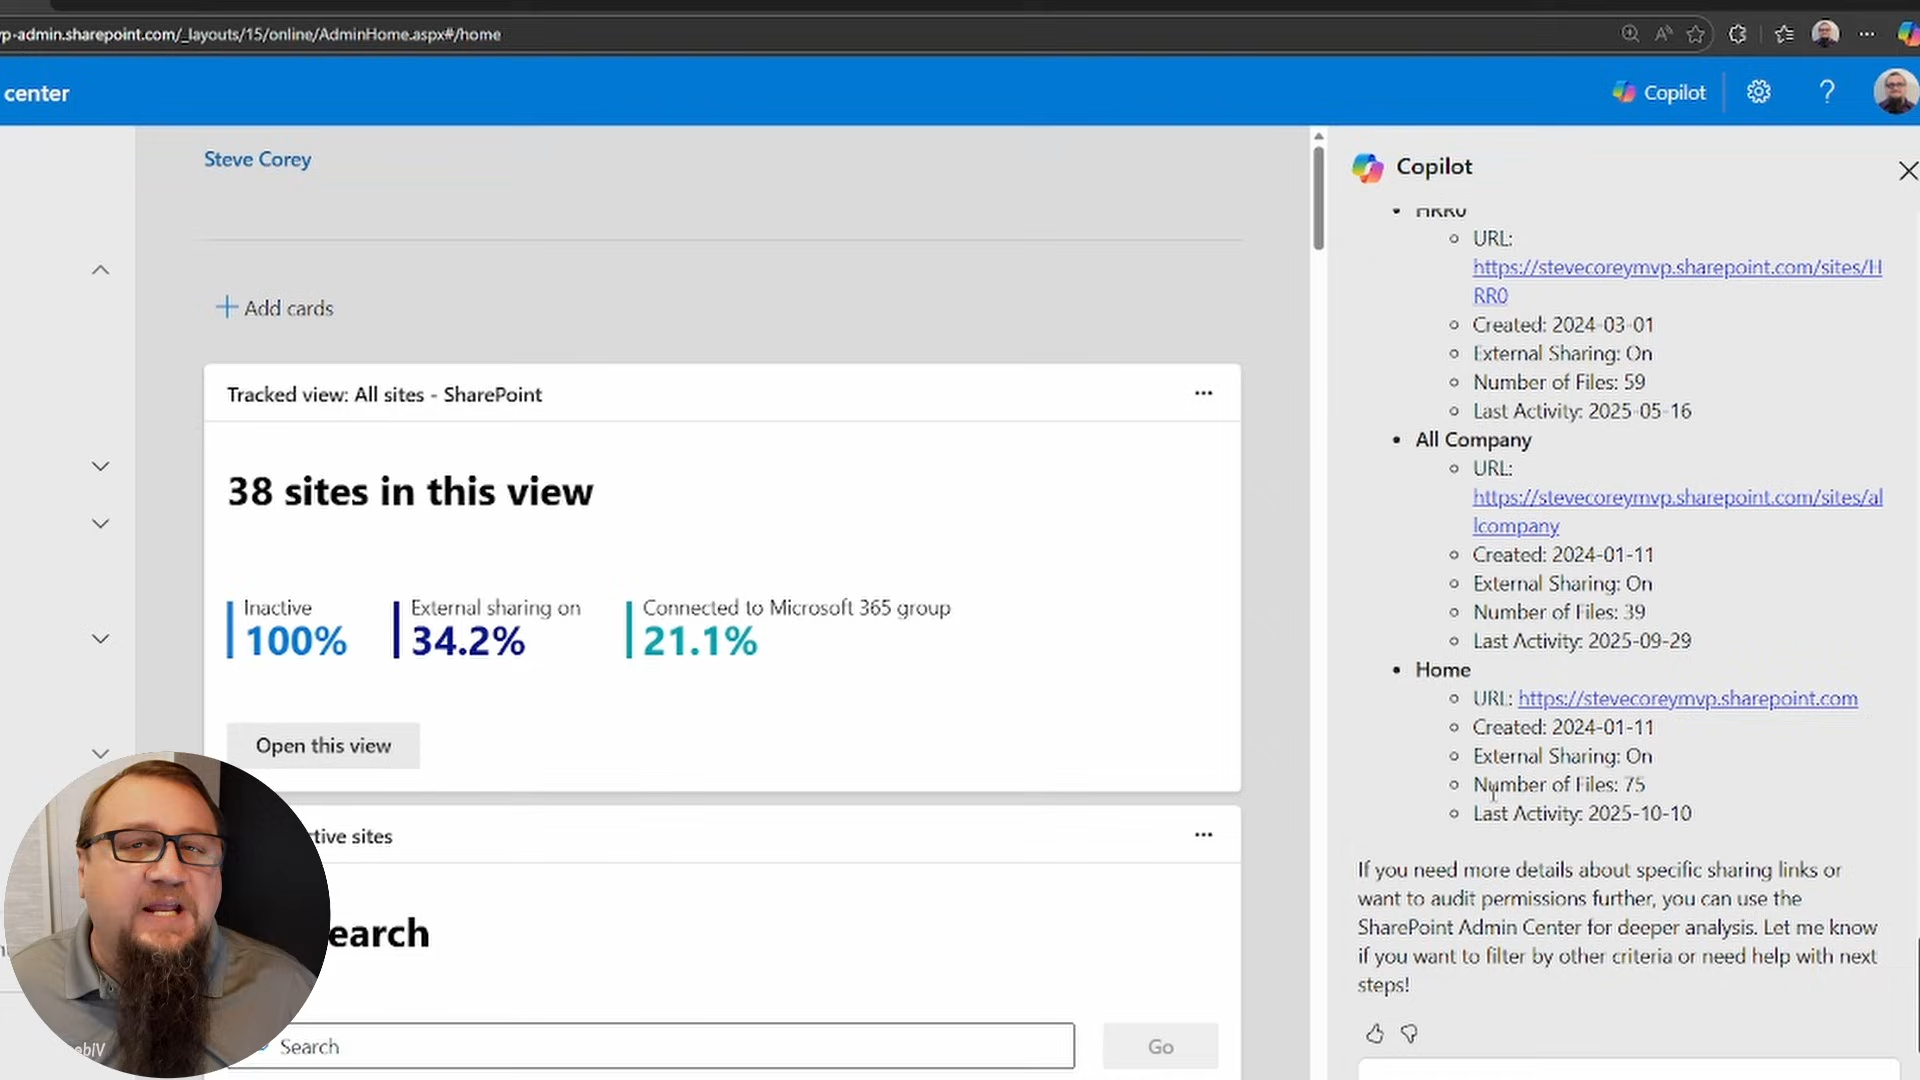 p-admin.sharepoint.com/_layouts/15/online/AdminHome.aspx#/home
center
Copilot
Steve Corey
Add cards
Tracked view: All sites - SharePoint
38 sites in this view
Inactive
100%
External sharing on
34.2%
Connected to Microsoft 365 group
21.1%
Open this view
tive sites
earch
Search
Go
Copilot
HRR0
URL:
https://stevecoreymvp.sharepoint.com/sites/H
RR0
Created: 2024-03-01
External Sharing: On
Number of Files: 59
Last Activity: 2025-05-16
All Company
URL:
https://stevecoreymvp.sharepoint.com/sites/al
lcompany
Created: 2024-01-11
External Sharing: On
Number of Files: 39
Last Activity: 2025-09-29
Home
URL: https://stevecoreymvp.sharepoint.com
Created: 2024-01-11
External Sharing: On
Number of Files: 75
Last Activity: 2025-10-10
If you need more details about specific sharing links or
want to audit permissions further, you can use the
SharePoint Admin Center for deeper analysis. Let me know
if you want to filter by other criteria or need help with next
steps!